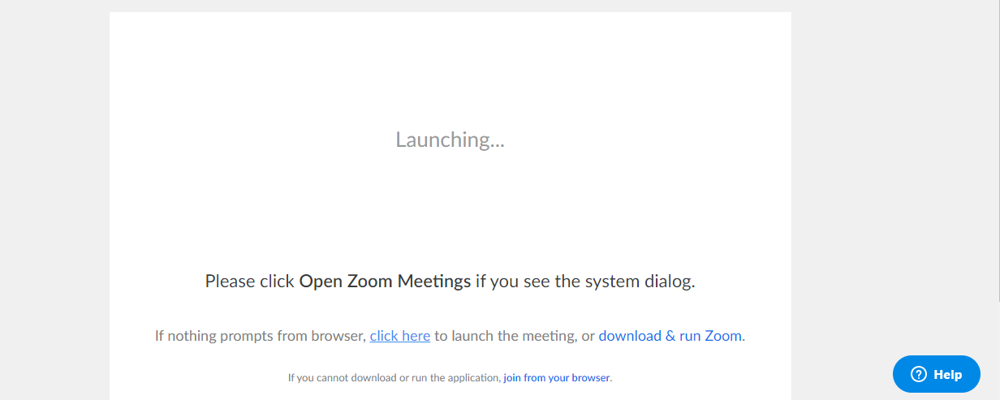 Launching...
Please click Open Zoom Meetings if you see the system dialog.
If nothing prompts from browser, click here to launch the meeting, or download & run Zoom.
If you cannot download or run the application, join from your browser.
Help